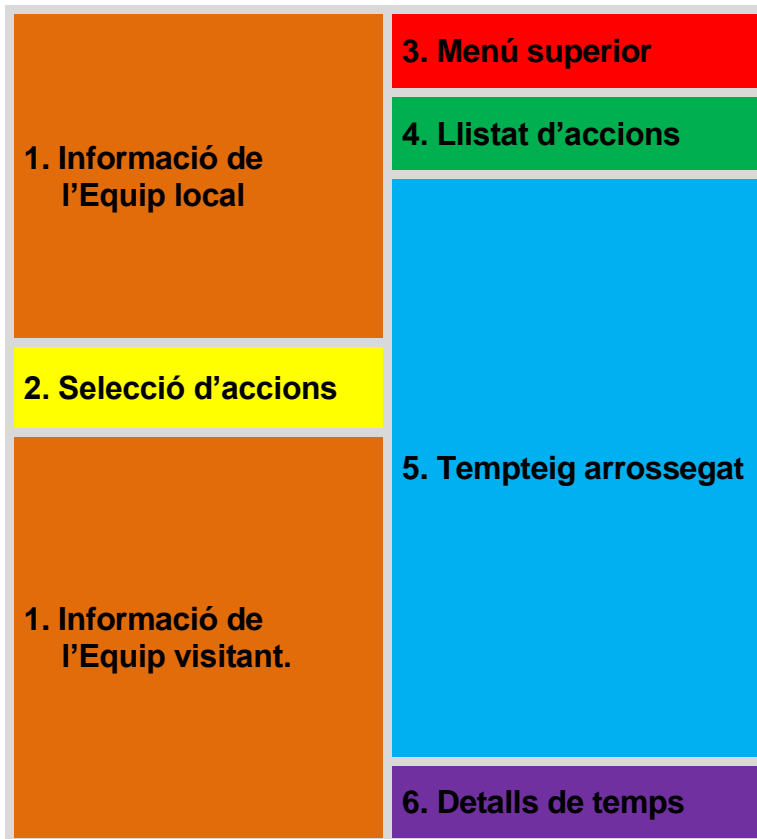 1. Informació de
l’Equip local
2. Selecció d’accions
1. Informació de
l’Equip visitant.
3. Menú superior
4. Llistat d’accions
5. Tempteig arrossegat
6. Detalls de temps